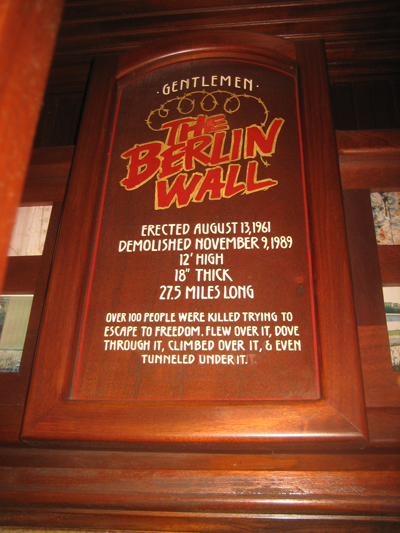 ·GENTLEMEN·
THE
BERLIN
WALL
ERECTED AUGUST 13, 1961
DEMOLISHED NOVEMBER 9, 1989
12' HIGH
18" THICK
27.5 MILES LONG
OVER 100 PEOPLE WERE KILLED TRYING TO
ESCAPE TO FREEDOM. FLEW OVER IT, DOVE
THROUGH IT, CLIMBED OVER IT, & EVEN
TUNNELED UNDER IT.